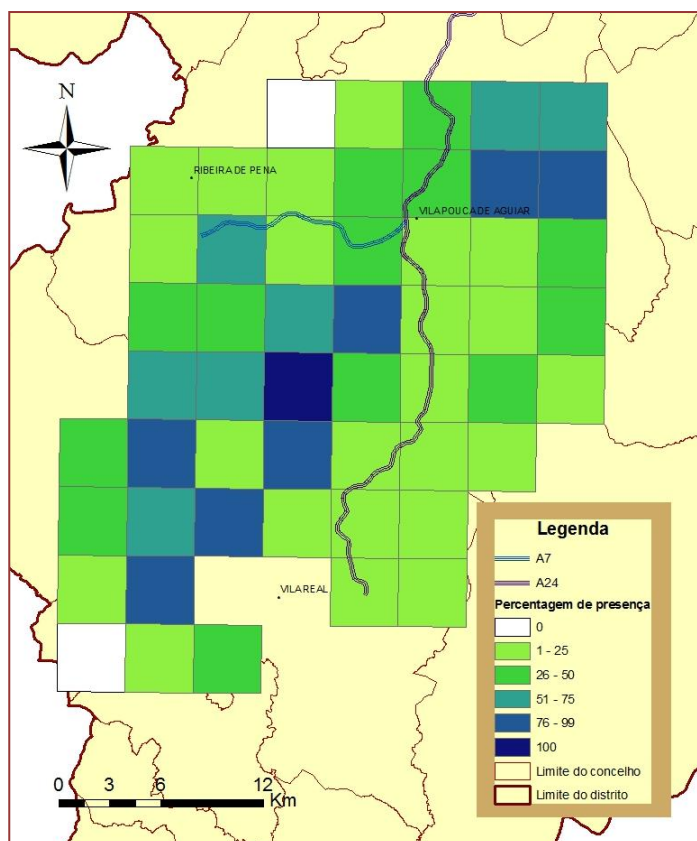 N
RIBEIRA DE PENA
VILA POUCA DE AGUIAR
VILA REAL
0 3 6 12
Km
Legenda
A7
A24
Percentagem de presença
0
1 - 25
26 - 50
51 - 75
76 - 99
100
Limite do concelho
Limite do distrito